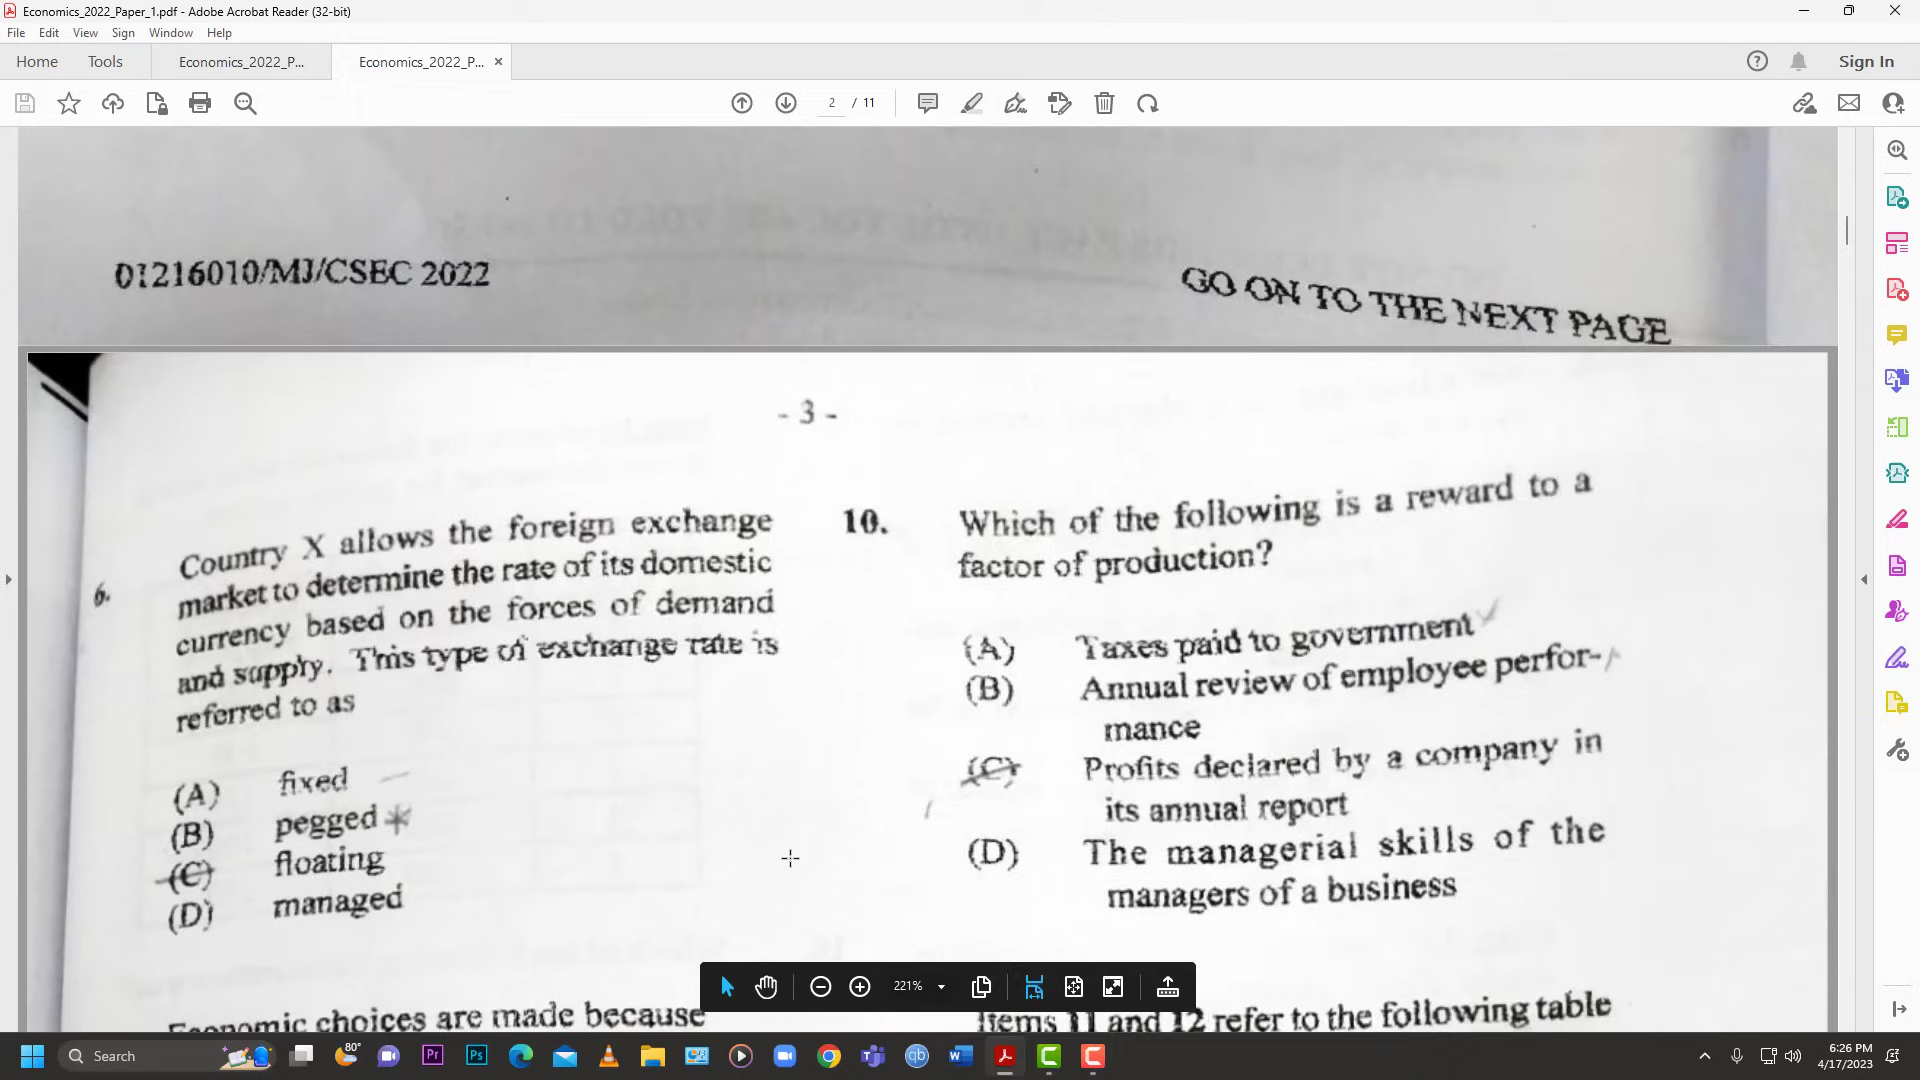 Economics_2022_Paper_1.pdf - Adobe Acrobat Reader (32-bit)
File Edit View Sign Window Help
Home Tools Economics_2022_P... Economics_2022_P... × Sign In
2 / 11
01216010/MJ/CSEC 2022
GO ON TO THE NEXT PAGE
- 3 -
6. Country X allows the foreign exchange
market to determine the rate of its domestic
currency based on the forces of demand
and supply. This type of exchange rate is
referred to as
(A) fixed
(B) pegged
(C) floating
(D) managed
Economic choices are made because
10. Which of the following is a reward to a
factor of production?
(A) Taxes paid to government
(B) Annual review of employee perfor-
mance
(C) Profits declared by a company in
its annual report
(D) The managerial skills of the
managers of a business
Items 11 and 12 refer to the following table
221%
Search
80°
6:26 PM
4/17/2023